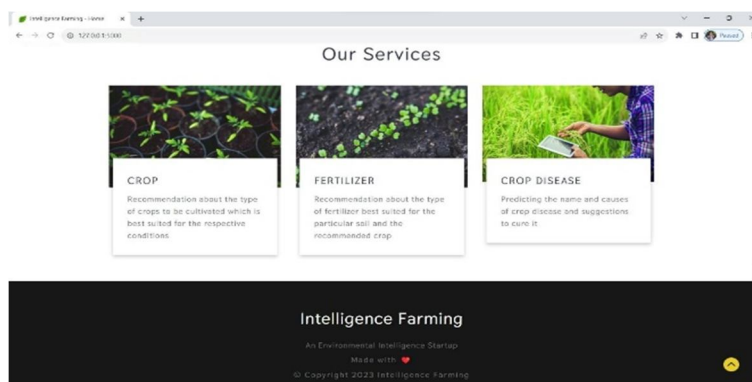 Intelligence Farming - Home
127.0.0.1:5000
Paused
Our Services
CROP
Recommendation about the type
of crops to be cultivated which is
best suited for the respective
conditions
FERTILIZER
Recommendation about the type
of fertilizer best suited for the
particular soil and the
recommended crop
CROP DISEASE
Predicting the name and causes
of crop disease and suggestions
to cure it
Intelligence Farming
An Environmental Intelligence Startup
Made with ❤
© Copyright 2023 Intelligence Farming